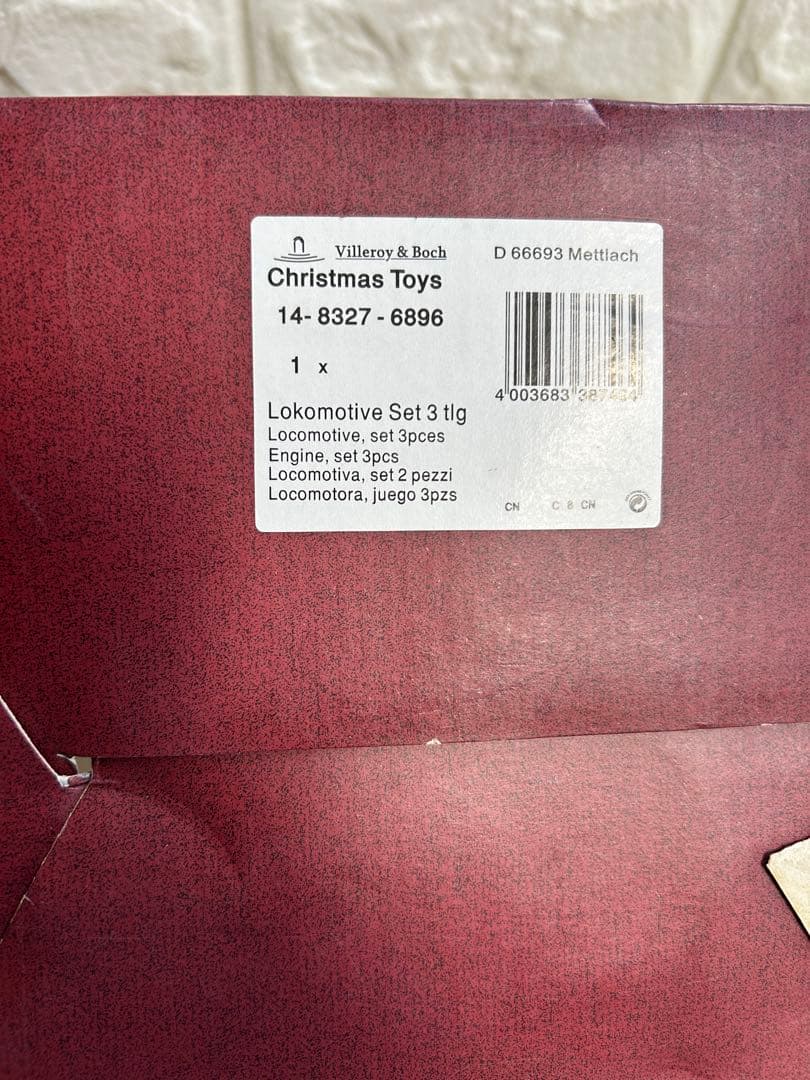 Villeroy & Boch
D 66693 Mettlach
Christmas Toys
14- 8327 - 6896
1 x
4 003683
Lokomotive Set 3 tlg
Locomotive, set 3pces
Engine, set 3pcs
Locomotiva, set 2 pezzi
Locomotora, juego 3pzs
CN C 8 CN